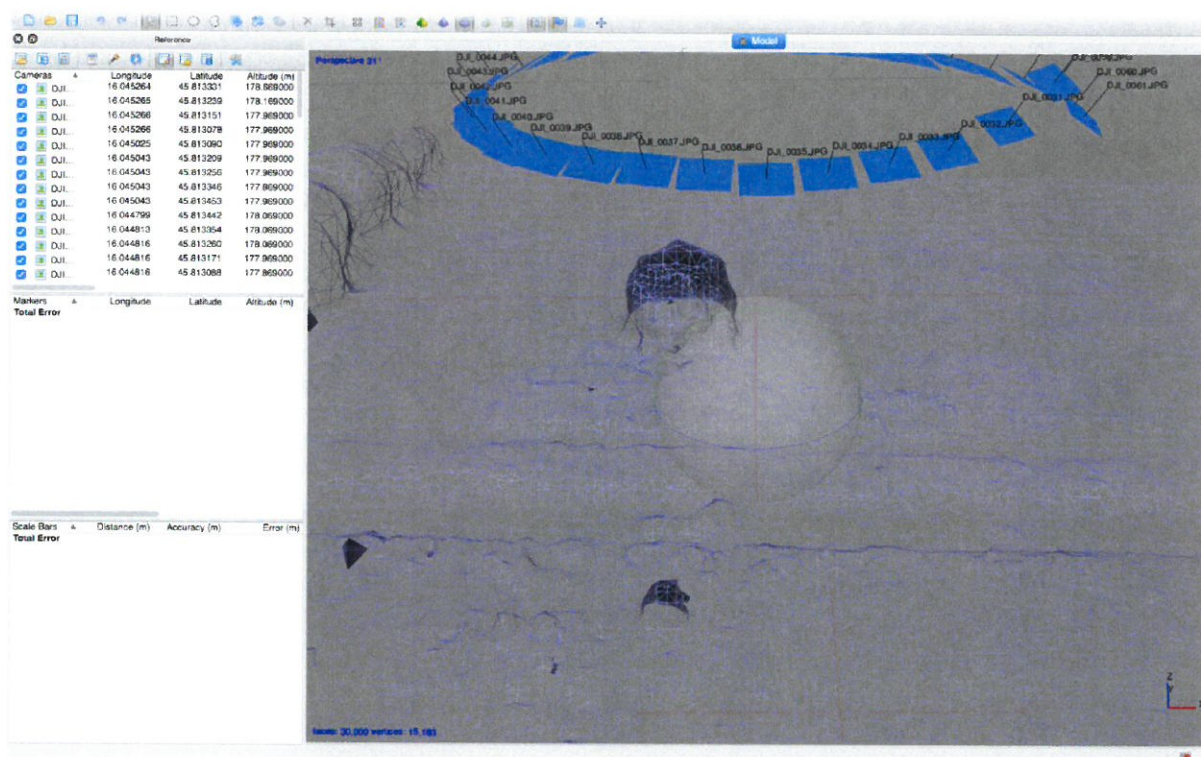 Reference
Model
Cameras Longitude Latitude Altitude (m)
DJI... 16.045264 45.813331 178.669000
DJI... 16.045265 45.813239 178.169000
DJI... 16.045266 45.813151 177.969000
DJI... 16.045266 45.813078 177.969000
DJI... 16.045025 45.813090 177.969000
DJI... 16.045043 45.813209 177.969000
DJI... 16.045043 45.813256 177.969000
DJI... 16.045043 45.813346 177.869000
DJI... 16.045043 45.813453 177.969000
DJI... 16.044799 45.813442 178.069000
DJI... 16.044813 45.813354 178.069000
DJI... 16.044816 45.813260 178.069000
DJI... 16.044816 45.813171 177.969000
DJI... 16.044816 45.813088 177.869000
Markers Longitude Latitude Altitude (m)
Total Error
Scale Bars Distance (m) Accuracy (m) Error (m)
Total Error
Perspective 31°
DJI_0044.JPG
DJI_0043.JPG
DJI_0042.JPG
DJI_0041.JPG
DJI_0040.JPG
DJI_0039.JPG
DJI_0038.JPG
DJI_0037.JPG
DJI_0036.JPG
DJI_0035.JPG
DJI_0034.JPG
DJI_0033.JPG
DJI_0032.JPG
DJI_0031.JPG
DJI_0060.JPG
DJI_0061.JPG
Z
Y
faces: 30,000 vertices: 15,183